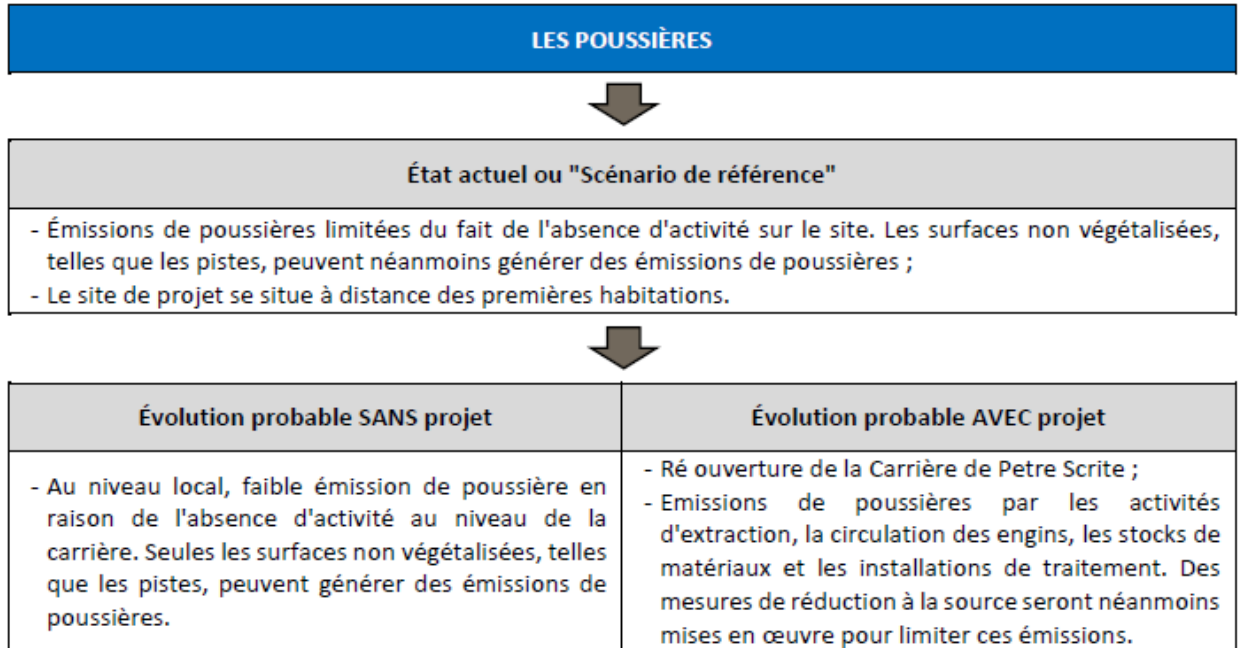 LES POUSSIÈRES
État actuel ou "Scénario de référence"
- Émissions de poussières limitées du fait de l'absence d'activité sur le site. Les surfaces non végétalisées,
telles que les pistes, peuvent néanmoins générer des émissions de poussières ;
- Le site de projet se situe à distance des premières habitations.
Évolution probable SANS projet
- Au niveau local, faible émission de poussière en
raison de l'absence d'activité au niveau de la
carrière. Seules les surfaces non végétalisées, telles
que les pistes, peuvent générer des émissions de
poussières.
Évolution probable AVEC projet
- Ré ouverture de la Carrière de Petre Scrite ;
- Emissions de poussières par les activités
d'extraction, la circulation des engins, les stocks de
matériaux et les installations de traitement. Des
mesures de réduction à la source seront néanmoins
mises en œuvre pour limiter ces émissions.